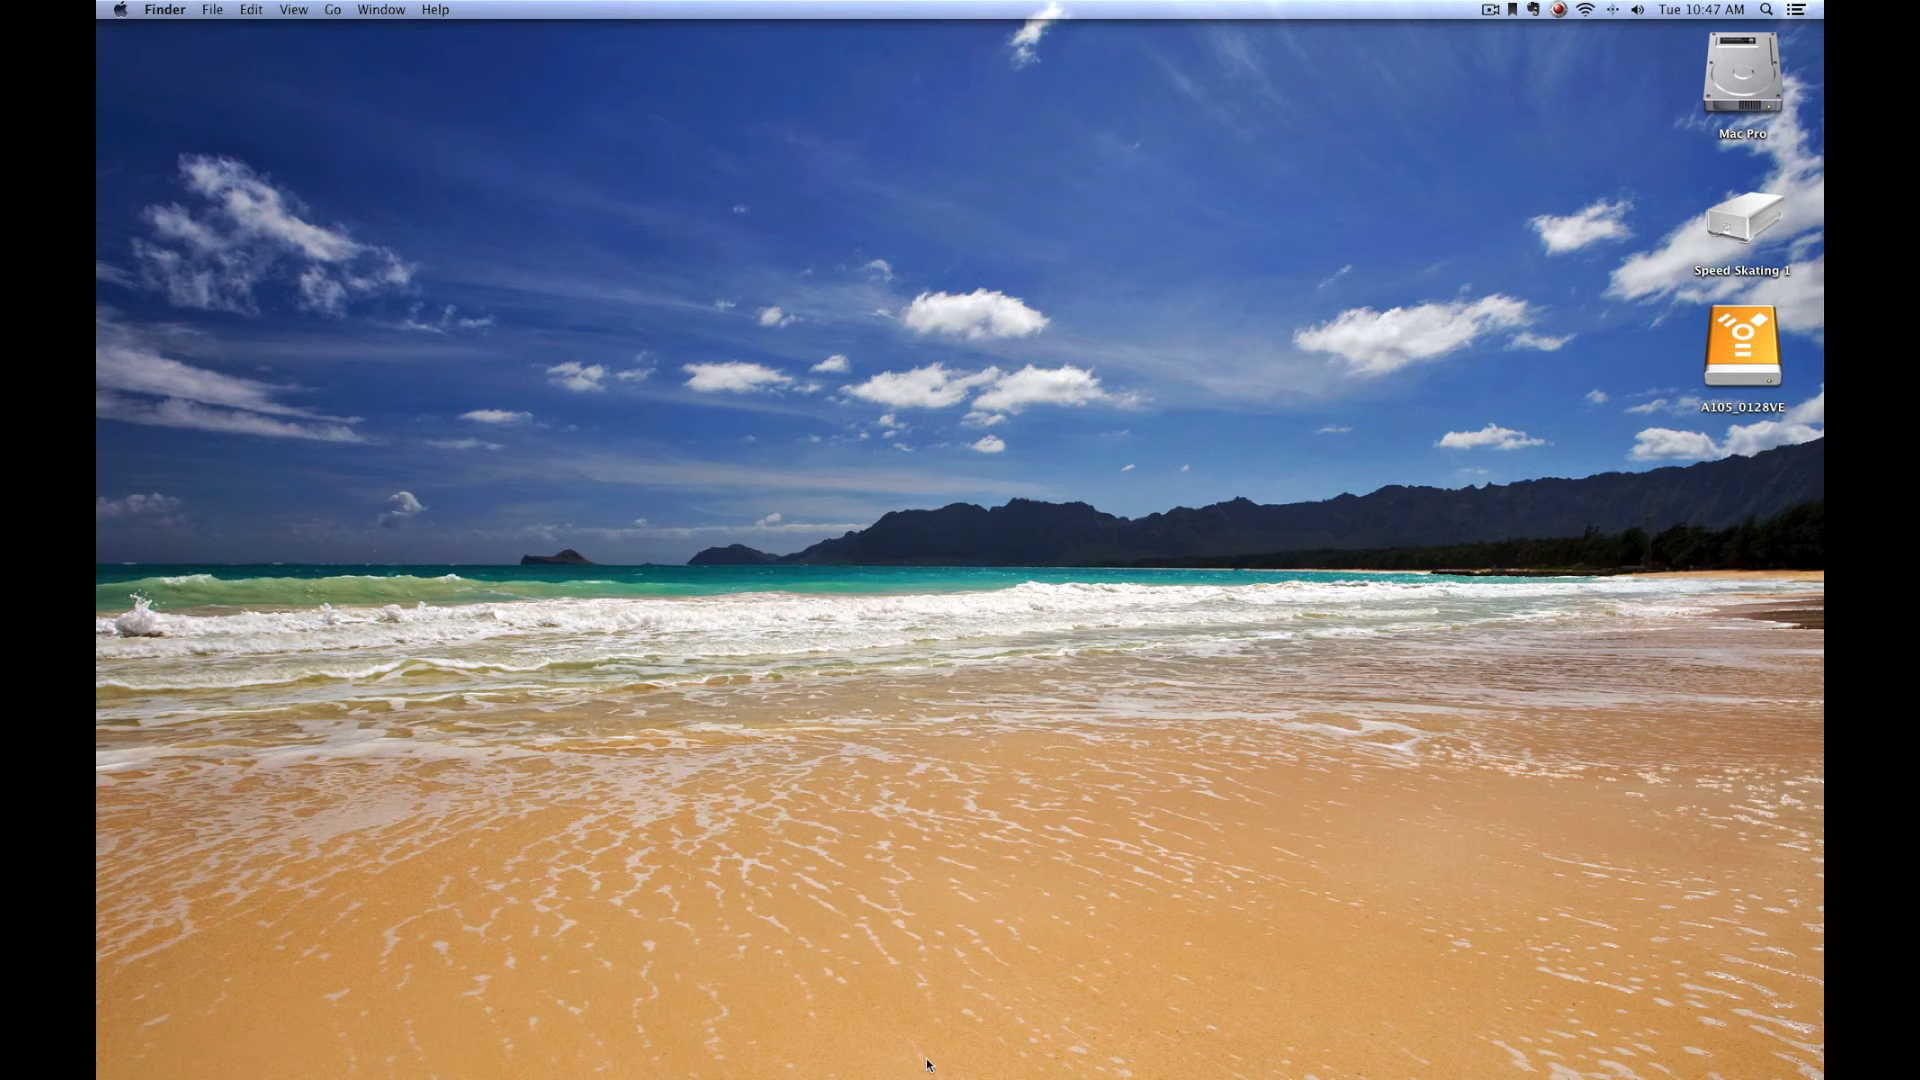 Finder File Edit View Go Window Help Tue 10:47 AM
Mac Pro
Speed Skating 1
A105_0128VE